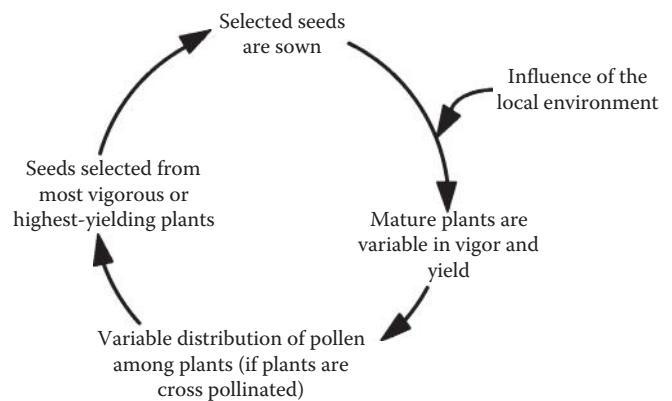 Selected seeds
are sown
Influence of the
local environment
Mature plants are
variable in vigor and
yield
Variable distribution of pollen
among plants (if plants are
cross pollinated)
Seeds selected from
most vigorous or
highest-yielding plants